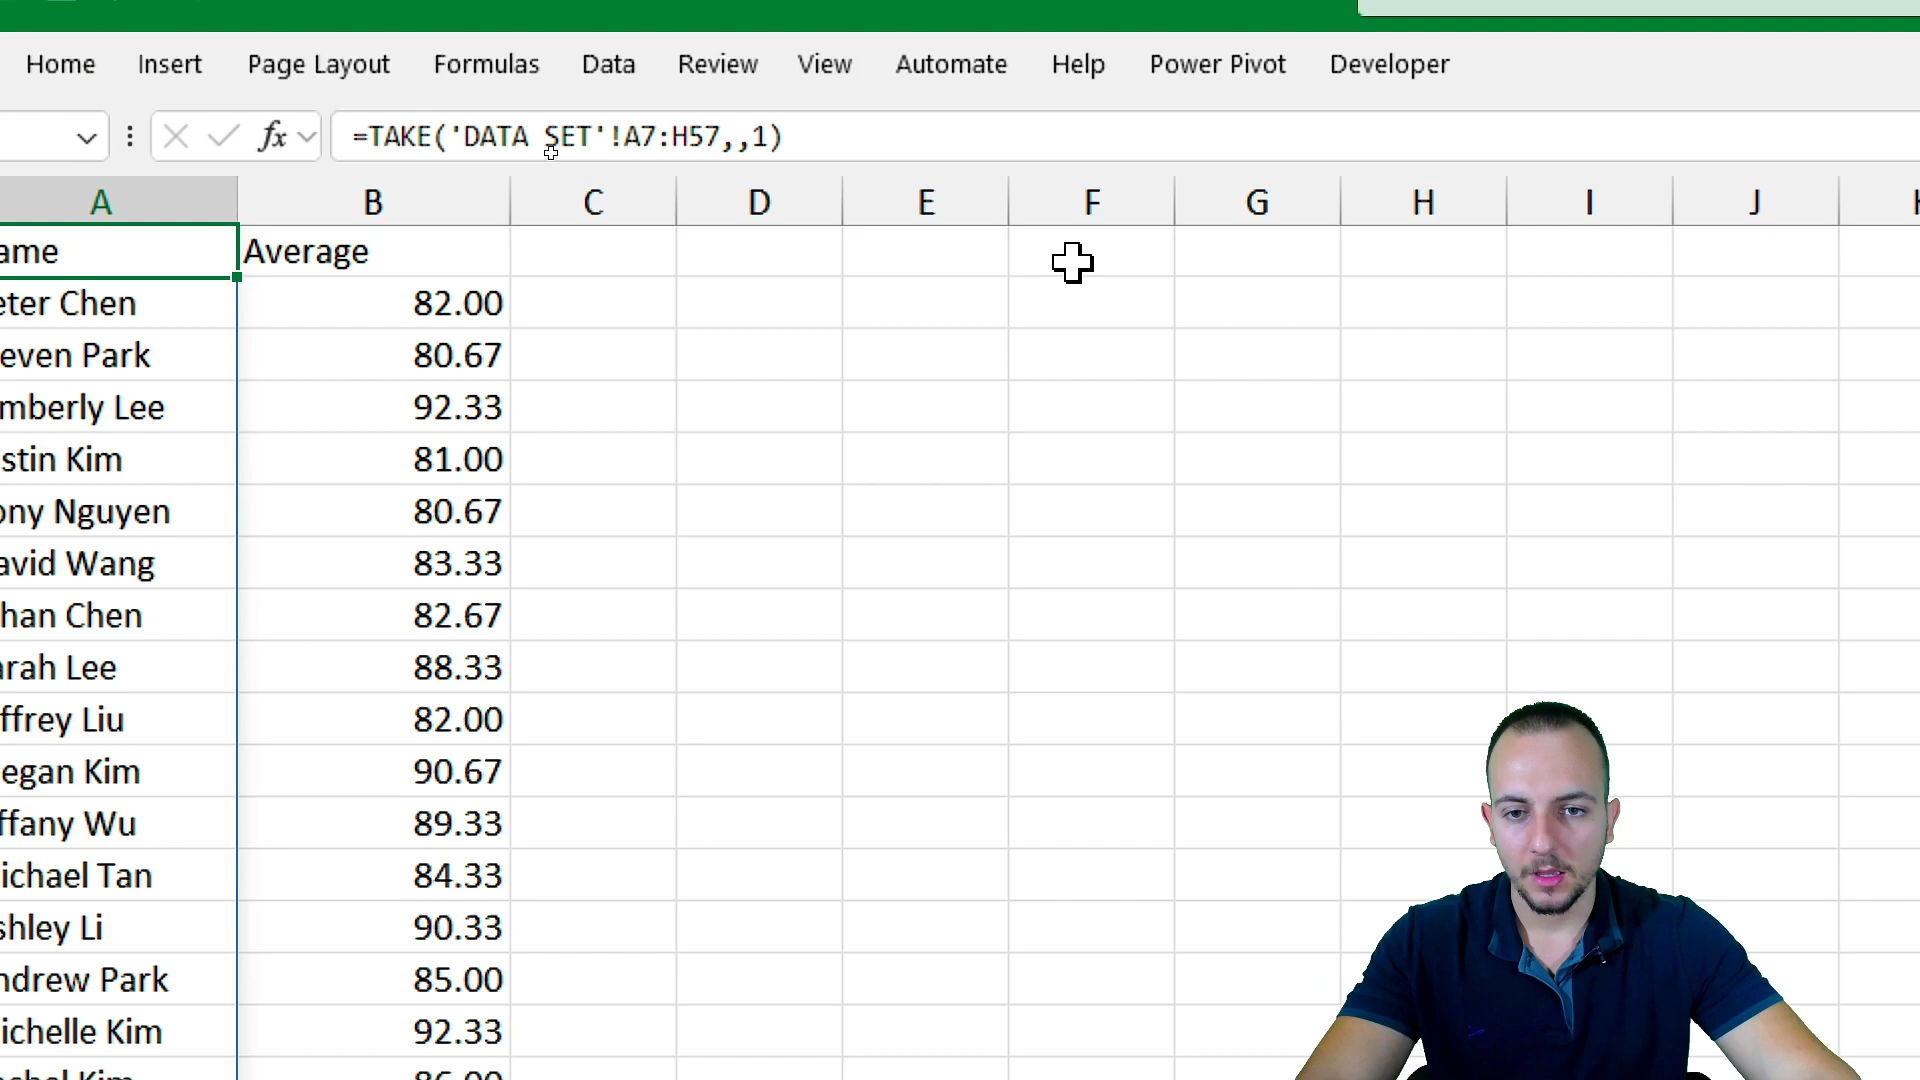 Home Insert Page Layout Formulas Data Review View Automate Help Power Pivot Developer
fx =TAKE('DATA SET'!A7:H57,,1)
A B C D E F G H I J
ame Average
eter Chen 82.00
even Park 80.67
mberly Lee 92.33
stin Kim 81.00
ony Nguyen 80.67
avid Wang 83.33
han Chen 82.67
arah Lee 88.33
ffrey Liu 82.00
egan Kim 90.67
ffany Wu 89.33
ichael Tan 84.33
shley Li 90.33
ndrew Park 85.00
ichelle Kim 92.33